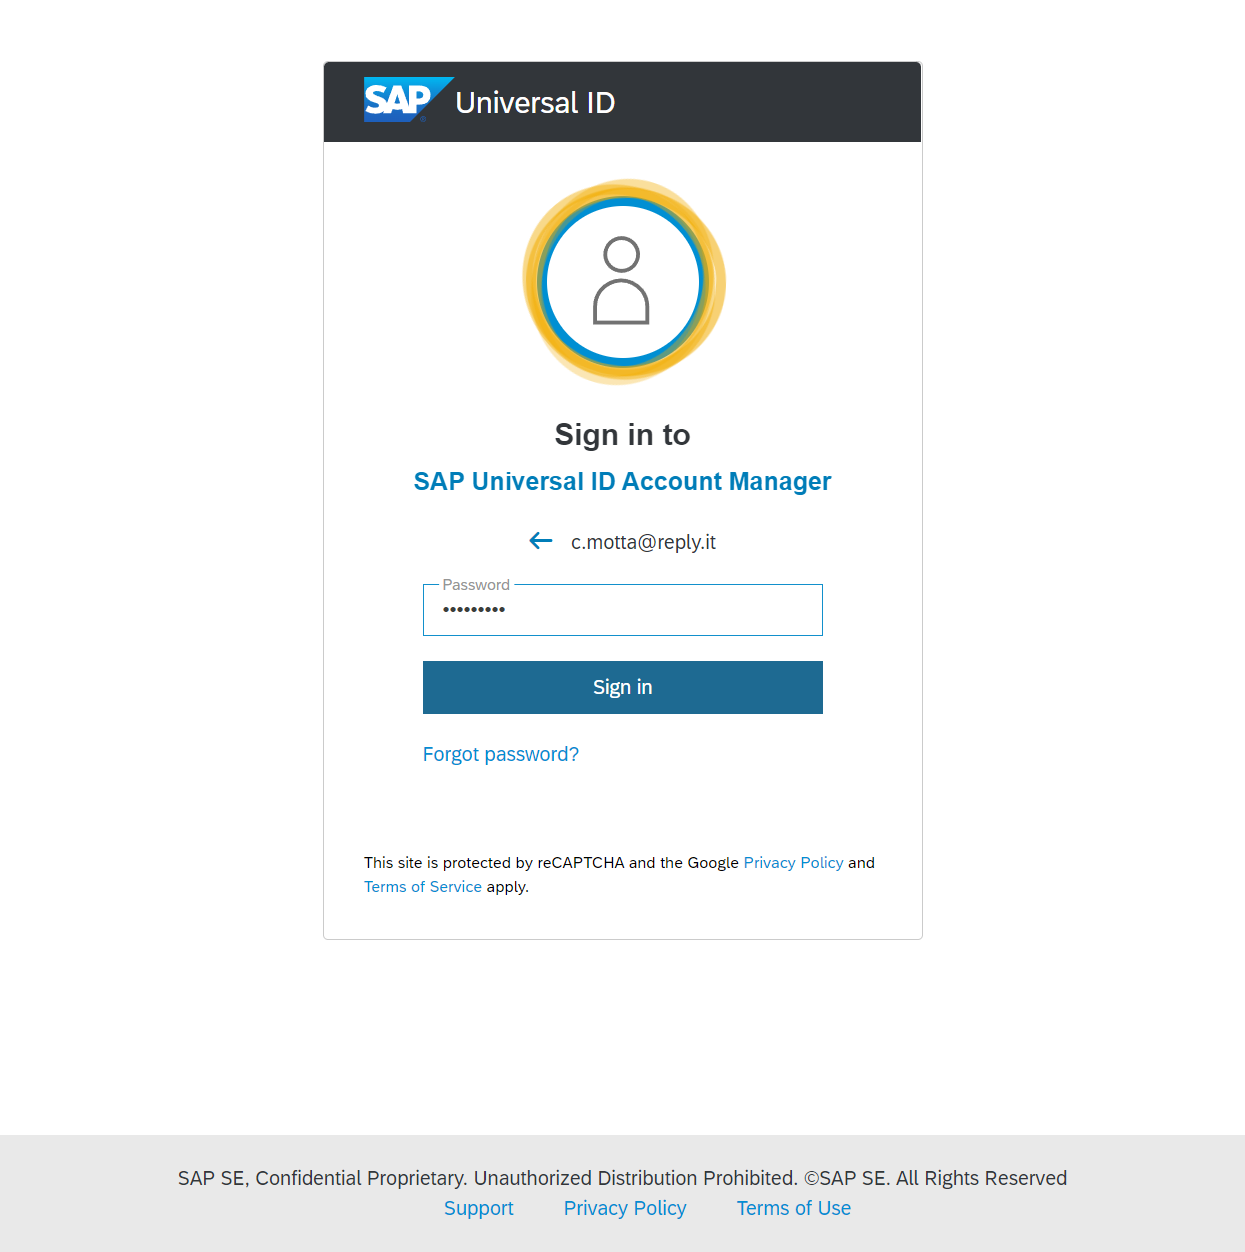 SAP Universal ID
Sign in to
SAP Universal ID Account Manager
c.motta@reply.it
Password
•••••••••
Sign in
Forgot password?
This site is protected by reCAPTCHA and the Google Privacy Policy and
Terms of Service apply.
SAP SE, Confidential Proprietary. Unauthorized Distribution Prohibited. ©SAP SE. All Rights Reserved
Support Privacy Policy Terms of Use